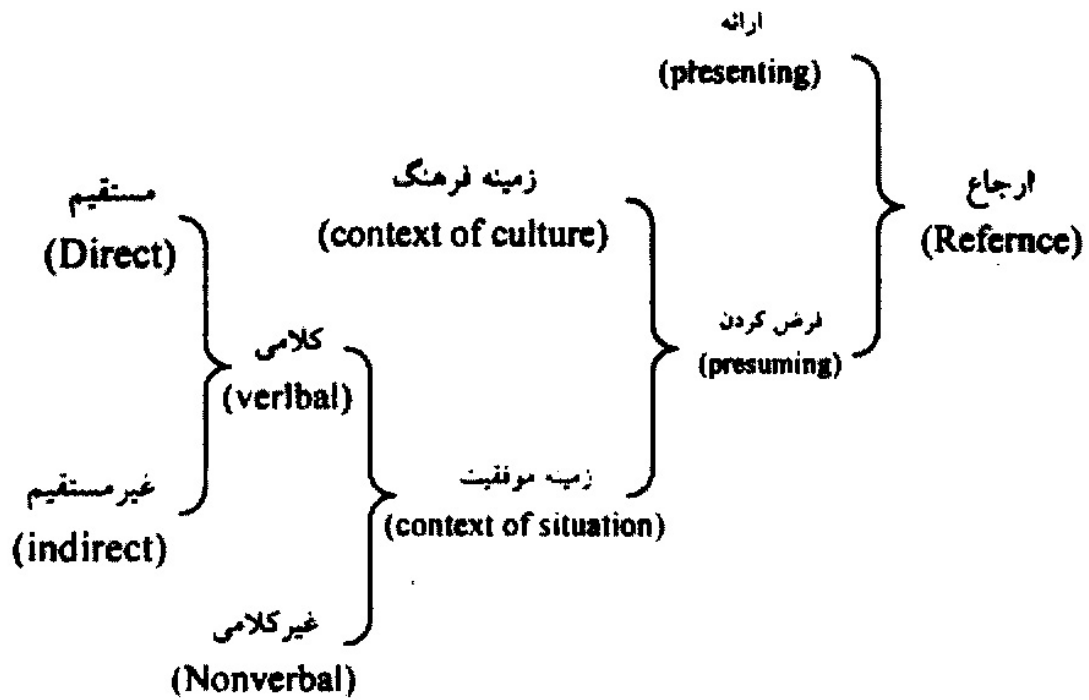 ارائه
(presenting)
ارجاع
(Refernce)
زمینه فرهنگ
(context of culture)
فرض کردن
(presuming)
مستقیم
(Direct)
کلامی
(verlbal)
زمینه موفقیت
(context of situation)
غیرمستقیم
(indirect)
غیرکلامی
(Nonverbal)